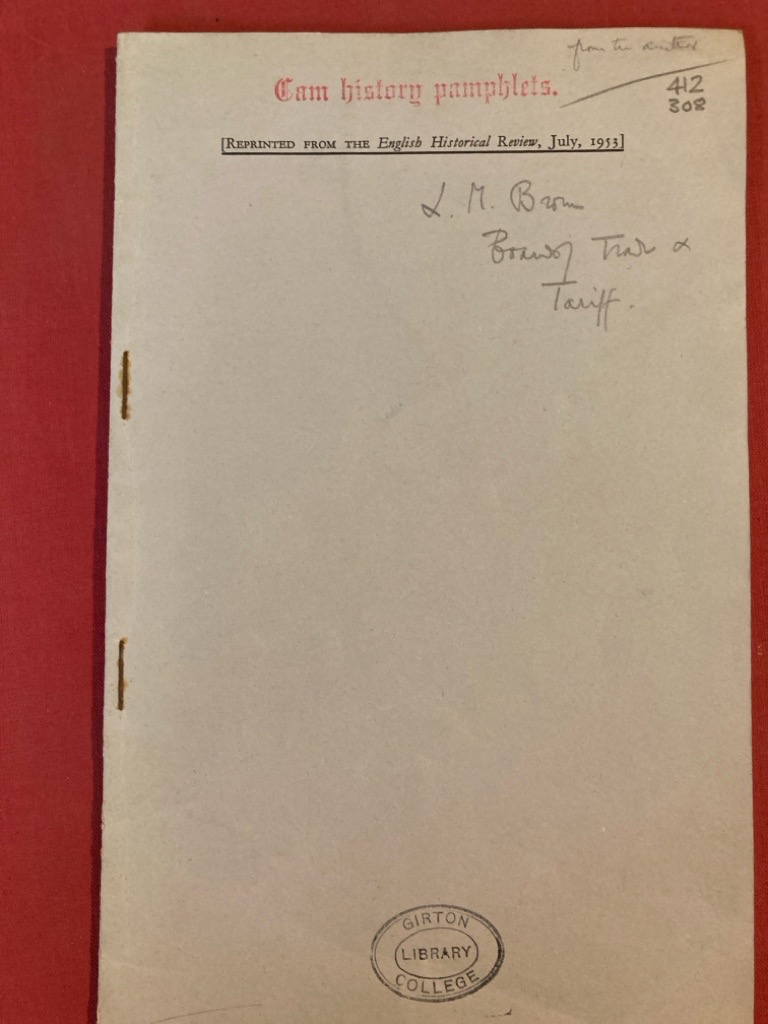 from the author
Cam history pamphlets.
412
308
[REPRINTED FROM THE English Historical Review, July, 1953]
L. M. Brown
Board of Trade &
Tariff.
GIRTON
LIBRARY
COLLEGE